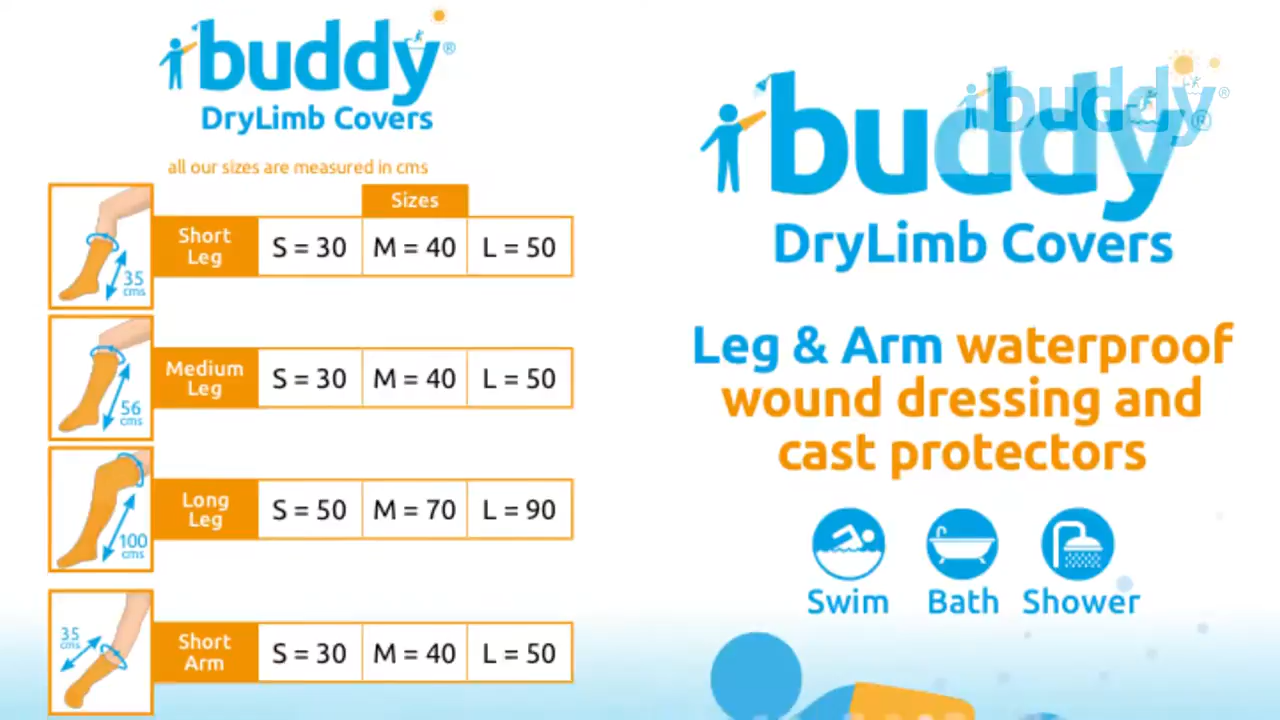 buddy®
DryLimb Covers
all our sizes are measured in cms
Sizes
35
cms
Short
Leg
S = 30
M = 40
L = 50
56
cms
Medium
Leg
S = 30
M = 40
L = 50
100
cms
Long
Leg
S = 50
M = 70
L = 90
35
cms
Short
Arm
S = 30
M = 40
L = 50
buddy®
buddy®
DryLimb Covers
Leg & Arm waterproof
wound dressing and
cast protectors
Swim
Bath
Shower